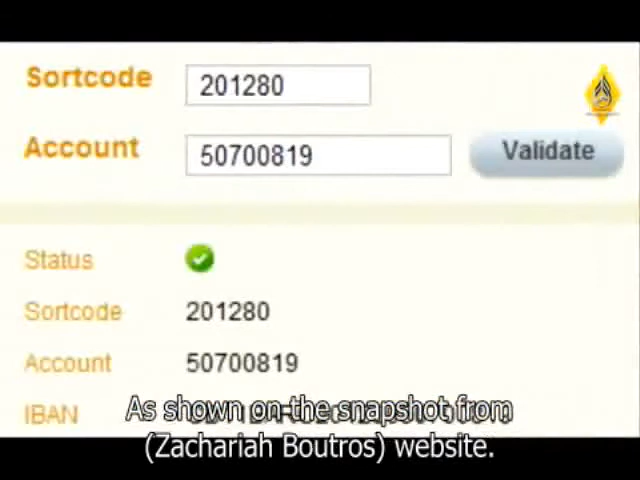 Sortcode 201280
Account 50700819 Validate
Status
Sortcode 201280
Account 50700819
IBAN
As shown on the snapshot from
(Zachariah Boutros) website.